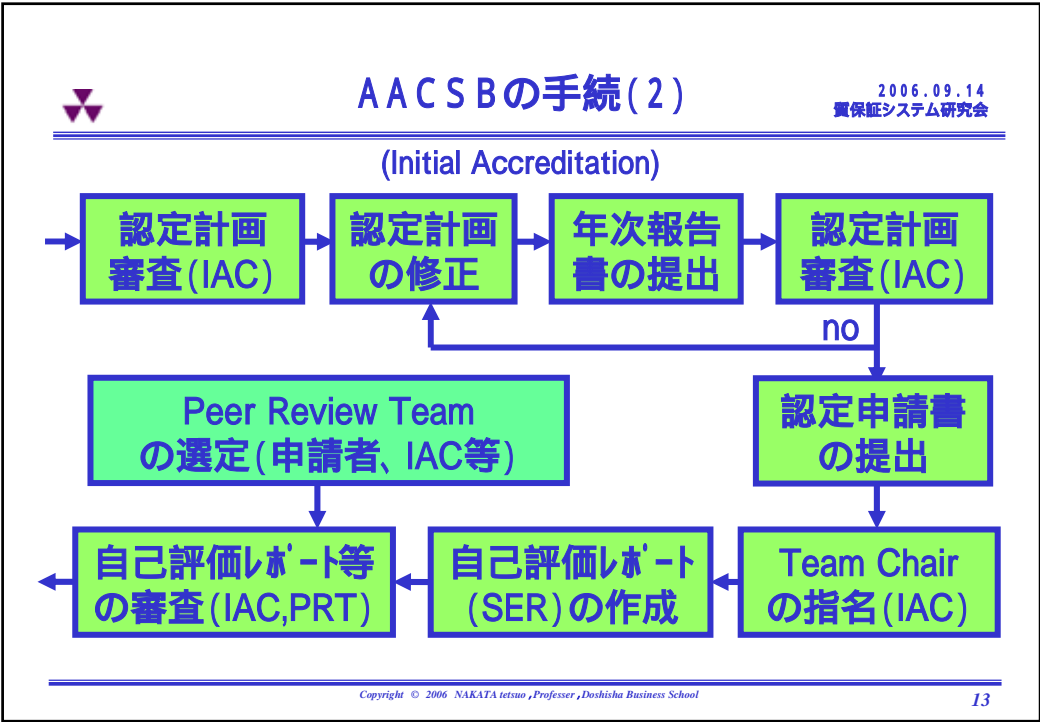 AACSBの手続(2)
2006.09.14
質保証システム研究会
(Initial Accreditation)
認定計画
審査(IAC)
認定計画
の修正
年次報告
書の提出
認定計画
審査(IAC)
no
Peer Review Team
の選定(申請者、IAC等)
認定申請書
の提出
自己評価ﾚﾎﾟｰﾄ等
の審査(IAC,PRT)
自己評価ﾚﾎﾟｰﾄ
(SER)の作成
Team Chair
の指名(IAC)
Copyright © 2006 NAKATA tetsuo,Professer,Doshisha Business School
13